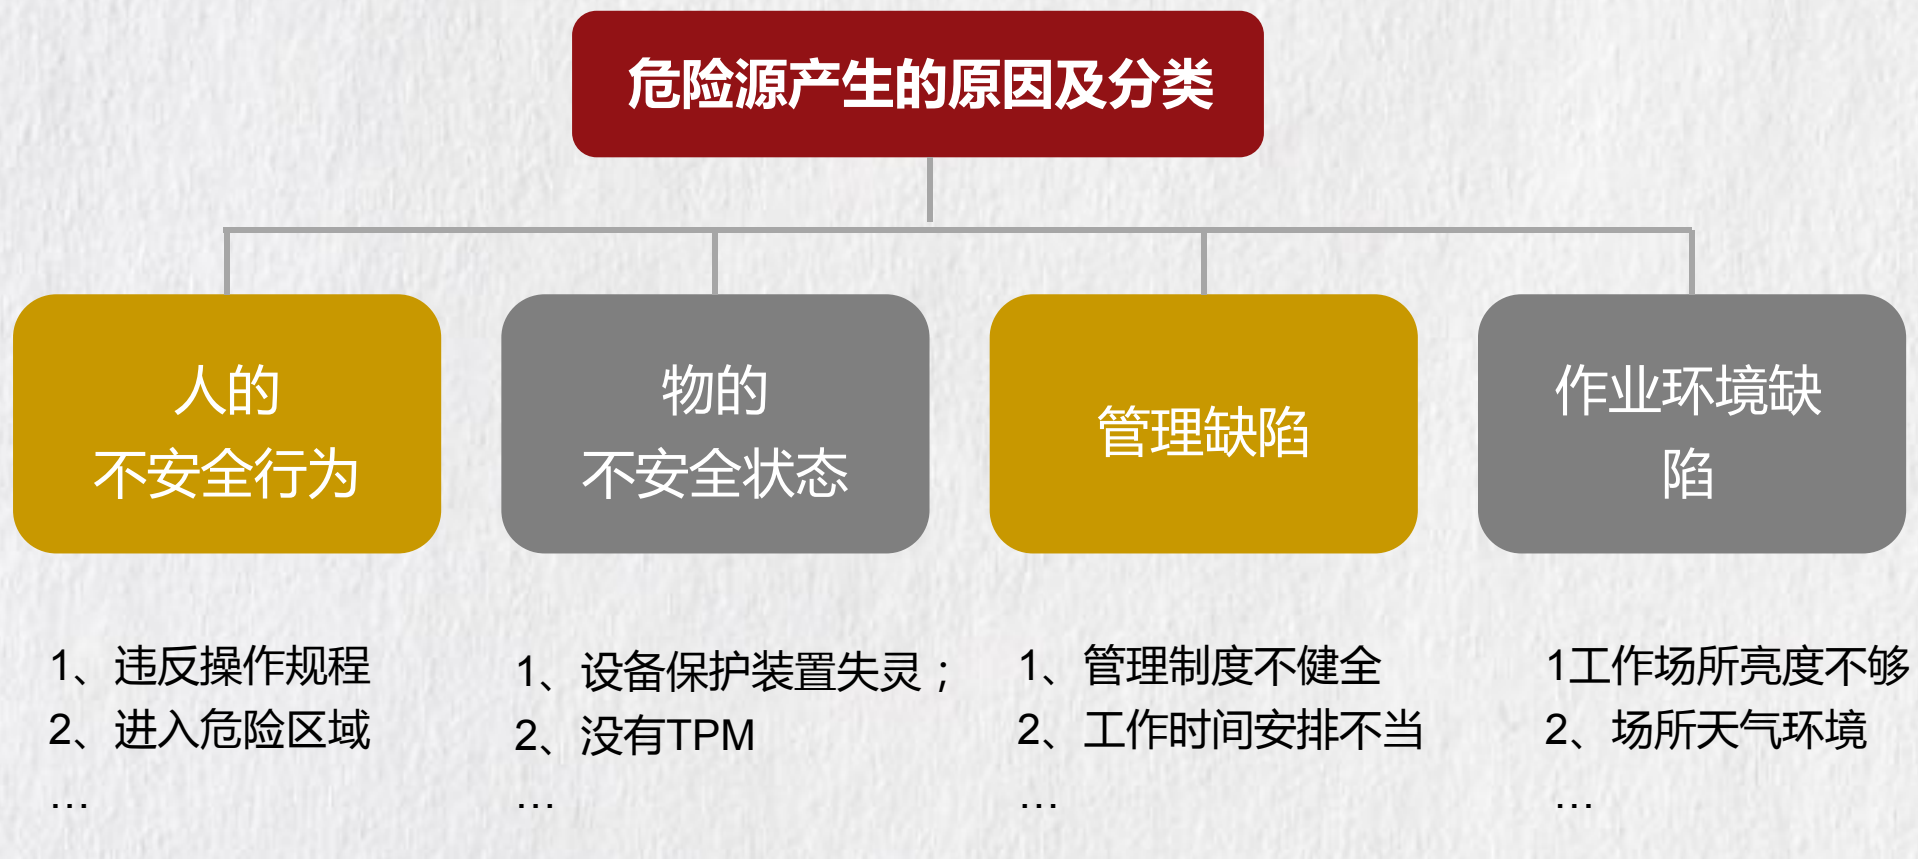 危险源产生的原因及分类
人的
不安全行为
物的
不安全状态
管理缺陷
作业环境缺
陷
1、违反操作规程
2、进入危险区域
…
1、设备保护装置失灵；
2、没有TPM
…
1、管理制度不健全
2、工作时间安排不当
…
1工作场所亮度不够
2、场所天气环境
…